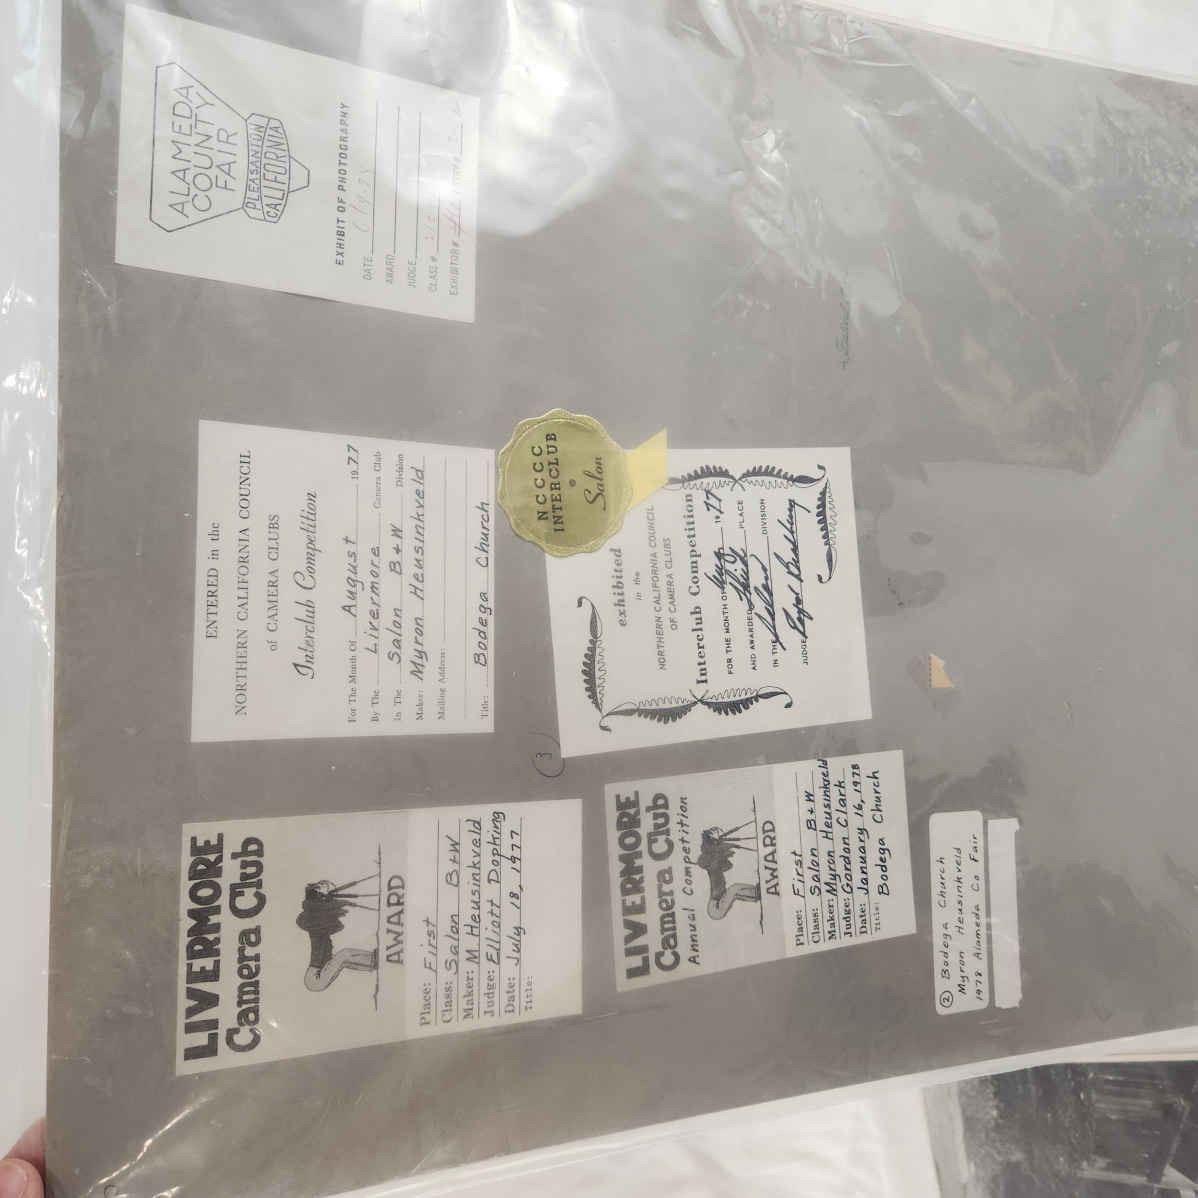 ALAMEDA
COUNTY
FAIR
PLEASANTON
CALIFORNIA
EXHIBIT OF PHOTOGRAPHY
DATE
AWARD
JUDGE
CLASS #
EXHIBITOR #
ENTERED in the
NORTHERN CALIFORNIA COUNCIL
of CAMERA CLUBS
Interclub Competition
For The Month Of August 1977
By The Livermore Camera Club
In The Salon B+W Division
Maker: Myron Heusinkveld
Mailing Address:
Title: Bodega Church
NCCCC
INTERCLUB
Salon
exhibited
in the
NORTHERN CALIFORNIA COUNCIL
OF CAMERA CLUBS
Interclub Competition
FOR THE MONTH OF Aug 1977
AND AWARDED Third PLACE
IN THE DIVISION
JUDGE
(3)
LIVERMORE
Camera Club
AWARD
Place: First
Class: Salon B+W
Maker: M. Heusinkveld
Judge: Elliott Dopking
Date: July 18, 1977
Title:
LIVERMORE
Camera Club
Annual Competition
AWARD
Place: First
Class: Salon B+W
Maker: Myron Heusinkveld
Judge: Gordon Clark
Date: January 16, 1978
Title: Bodega Church
② Bodega Church
Myron Heusinkveld
1978 Alameda Co Fair